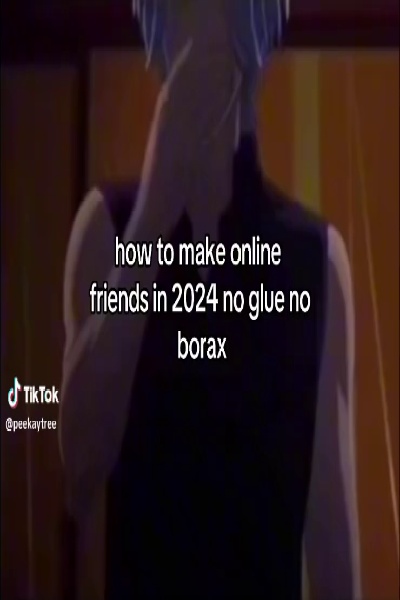 how to make online
friends in 2024 no glue no
borax
TikTok
@peekaytree